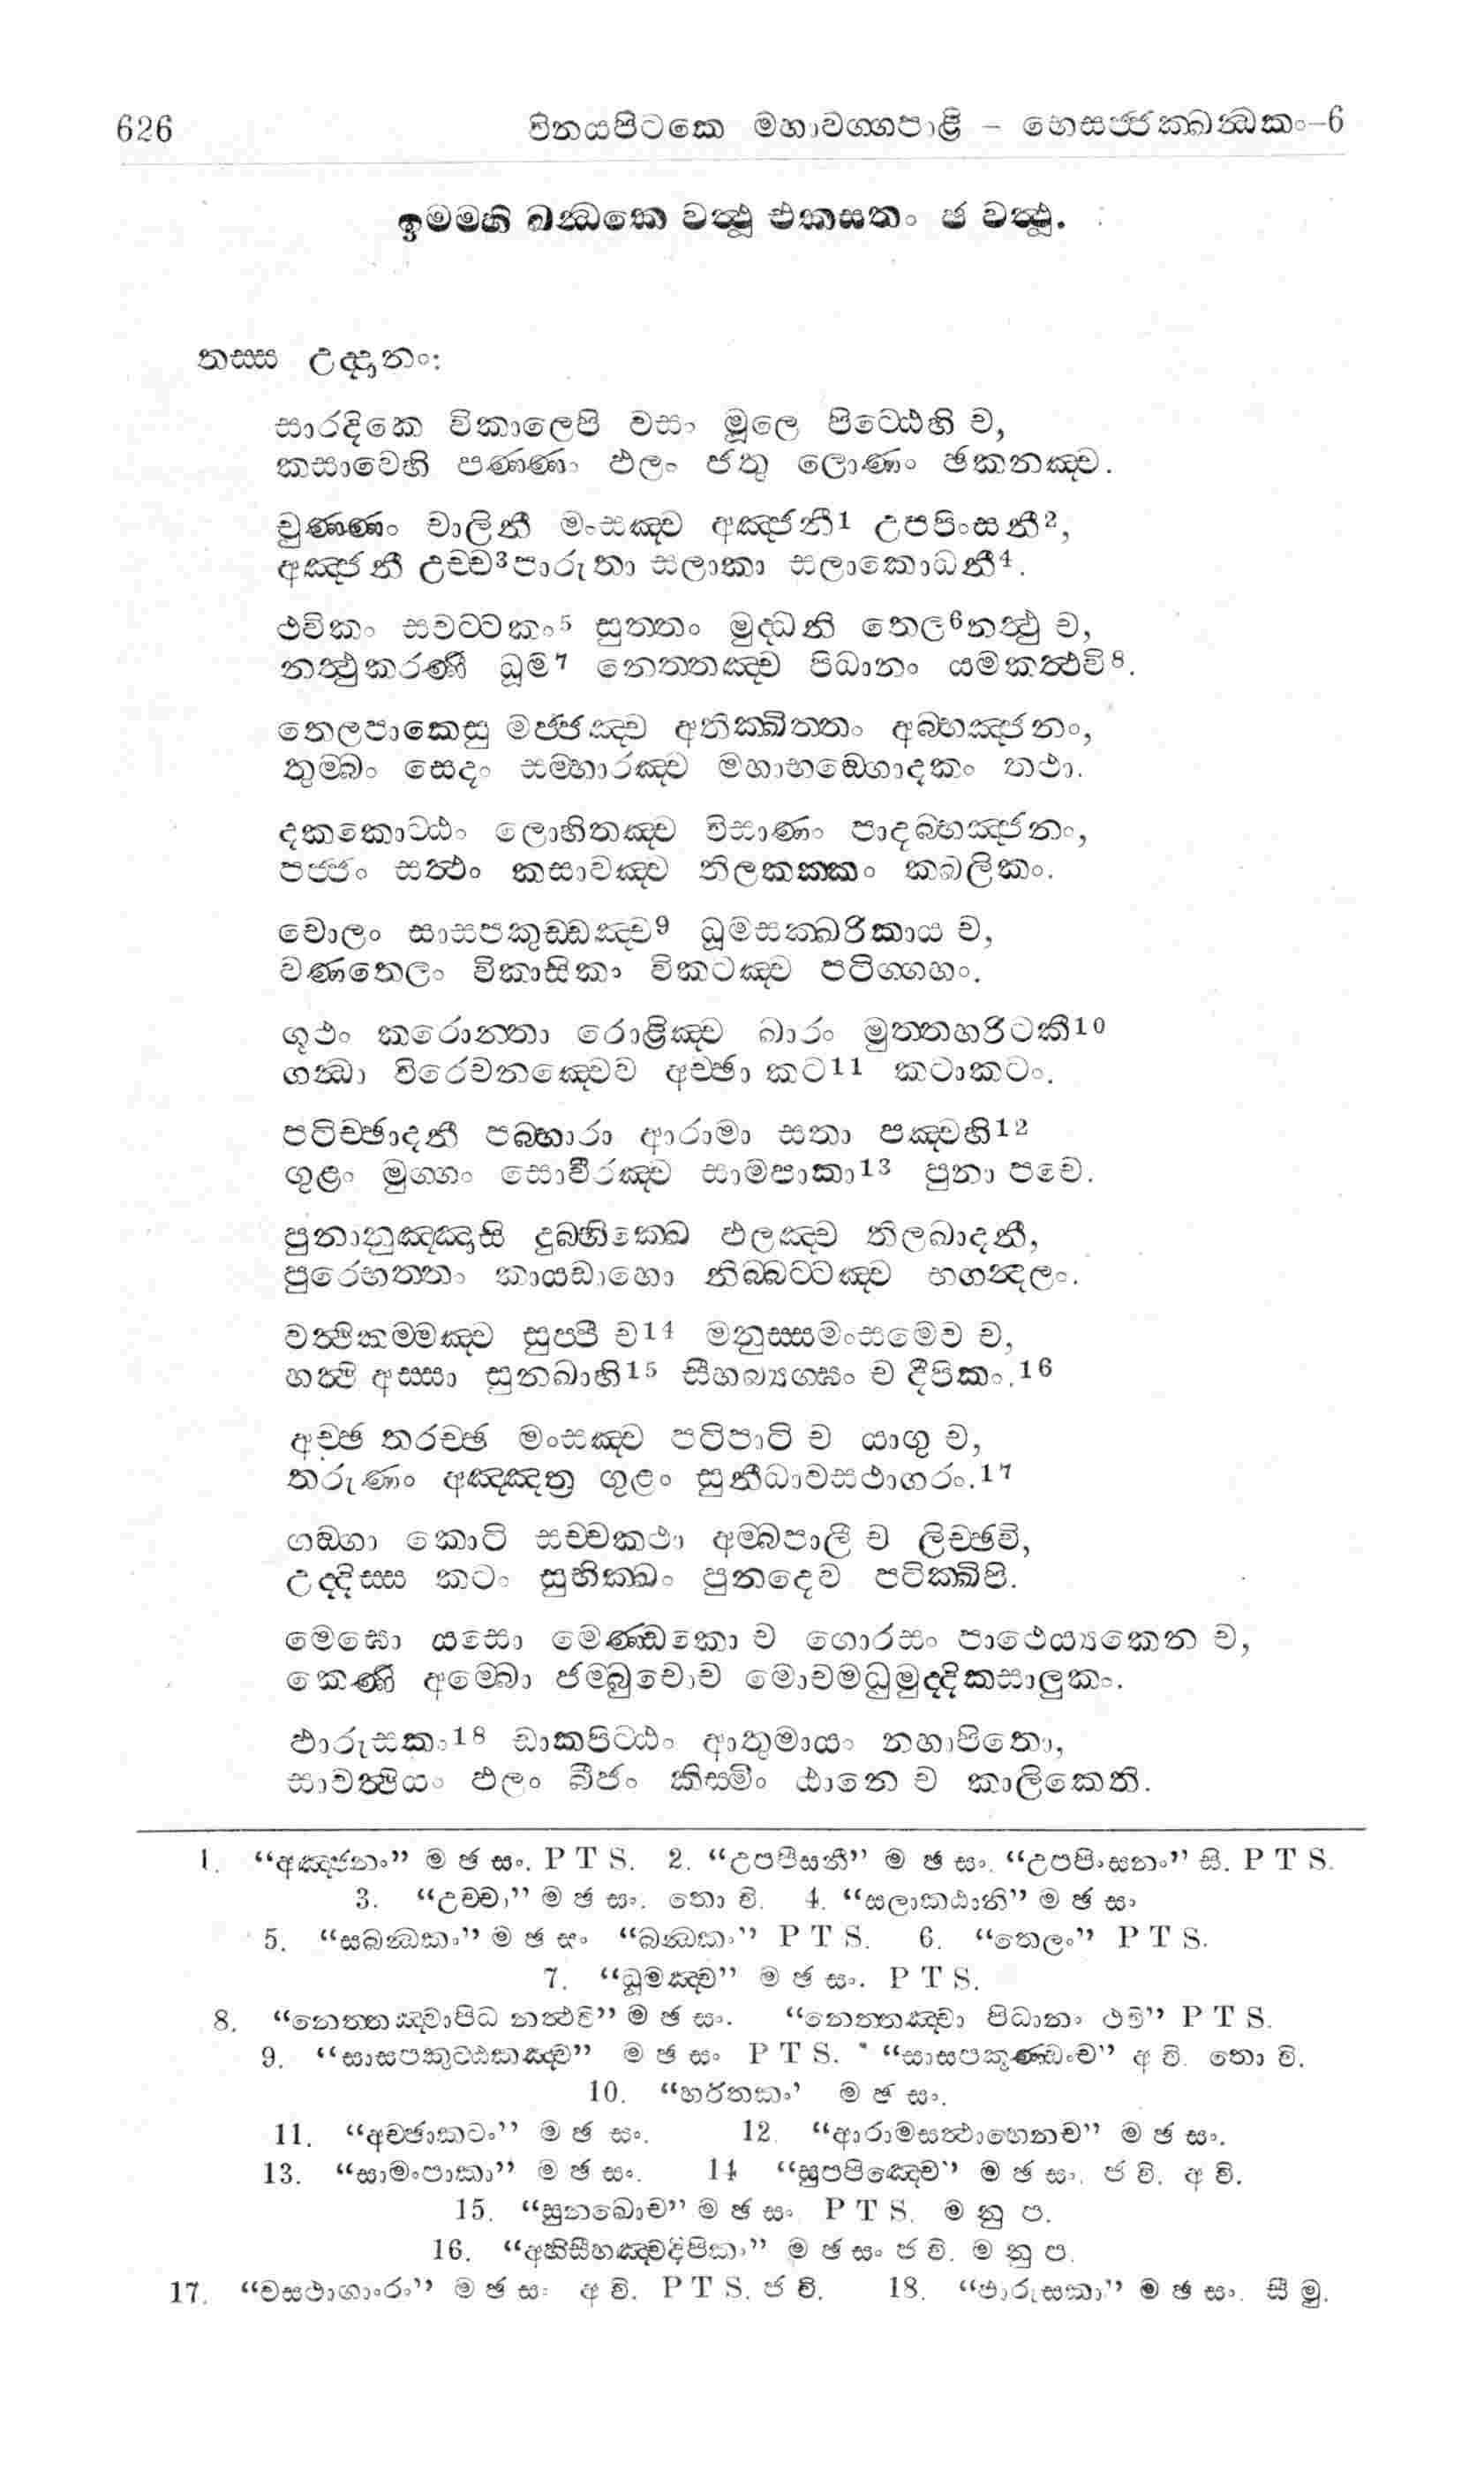 626 විනයපිටකෙ මහාවග්ගපාළි – භෙසජ්ජක්ඛන්ධකං–6
ඉමම්හි ඛන්ධකෙ වත්ථු එකසතං ඡ වත්ථු.
තස්ස උද්දානං:
සාරදිකෙ විකාලෙපි වසං මූලෙ පිට්ඨෙහි ච,
කසාවෙහි පණ්ණං ඵලං ජතු ලොණං ඡකනඤ්ච.
චුණ්ණං චාලිනී මංසඤ්ච අඤ්ජනී1 උපපිංසනී2,
අඤ්ජනී උච්ච3පාරුතා සලාකා සලාකොධනී4.
ථවිකං සවට්ටකං5 සුත්තං මුද්ධනි තෙල6නත්ථු ච,
නත්ථුකරණී ධූම7 නෙත්තඤ්ච පිධානං යමකත්ථවි8.
තෙලපාකෙසු මජ්ජඤ්ච අතික්ඛිත්තං අබ්භඤ්ජනං,
තුම්බං සෙදං සම්භාරඤ්ච මහාභඞ්ගොදකං තථා.
දකකොට්ඨං ලොහිතඤ්ච විසාණං පාදබ්භඤ්ජනං,
පජ්ජං සත්ථං කසාවඤ්ච තිලකක්කං කබලිකං.
චොලං සාසපකුඩ්ඩඤ්ච9 ධූමසක්ඛරිකාය ච,
වණතෙලං විකාසිකා විකටඤ්ච පටිග්ගහං.
ගූථං කරොන්තා රොළිඤ්ච ඛාරං මුත්තහරිටකී10
ගන්ධා විරෙචනඤ්චෙව අච්ඡා කට11 කටාකටං.
පටිච්ඡාදනී පබ්භාරා ආරාමා සතා පඤ්චහි12
ගුළං මුග්ගං සොවීරඤ්ච සාමපාකා13 පුනා පචෙ.
පුනානුඤ්ඤාසි දුබ්භික්ඛෙ ඵලඤ්ච තිලඛාදනී,
පුරෙභත්තං කායඩාහො නිබ්බට්ටඤ්ච භගන්දලං.
වත්ථිකම්මඤ්ච සුප්පී ච14 මනුස්සමංසමෙව ච,
හත්ථි අස්සා සුනඛාහි15 සීහබ්‍යග්ඝං ච දීපිකං.16
අච්ඡ තරච්ඡ මංසඤ්ච පටිපාටි ච යාගු ච,
තරුණං අඤ්ඤත්‍ර ගුළං සුනීධාවසථාගරං.17
ගඞ්ගා කොටි සච්චකථා අම්බපාලී ච ලිච්ඡවි,
උද්දිස්ස කටං සුභික්ඛං පුනදෙව පටික්ඛිපි.
මෙඝො යසො මෙණ්ඩකො ච ගොරසං පාථෙය්‍යකෙන ච,
කෙණි අම්බො ජම්බුචොච මොචමධුමුද්දිකසාලුකං.
ඵාරුසකං18 ඩාකපිට්ඨං ආතුමායං නහාපිතො,
සාවත්ථියං ඵලං බීජං කිස්මිං ඨානෙ ච කාලිකෙති.
1. “අඤ්ජනං” ම ඡ සං. P T S. 2. “උපපීසනී” ම ඡ සං. “උපපිංසනං” සි. P T S.
3. “උච්චා” ම ඡ සං. තො වි. 4. “සලාකඨානි” ම ඡ සං
5. “සබන්ධකං” ම ඡ සං “බන්ධකං” P T S. 6. “තෙලං” P T S.
7. “ධූමඤ්ච” ම ඡ සං. P T S.
8. “නෙත්තඤ්චාපිධ නත්ථවි” ම ඡ සං. “නෙත්තඤ්චා පිධානං ථවි” P T S.
9. “සාසපකුට්ඨකඤ්ච” ම ඡ සං P T S. “සාසපකුණ්ඩංච” අ වි. තො වි.
10. “හරීතකං’ ම ඡ සං.
11. “අච්ඡාකටං” ම ඡ සං. 12. “ආරාමසත්ථාහෙනච” ම ඡ සං.
13. “සාමංපාකා” ම ඡ සං. 14 “සුප්පිඤ්චෙ” ම ඡ සං. ජ වි. අ වි.
15. “සුනඛොච” ම ඡ සං P T S. ම නු ප.
16. “අහිසීහඤ්චදීපිකං” ම ඡ සං ජ වි. ම නු ප.
17. “වසථාගාංරං” ම ඡ සං අ වි. P T S. ජ වි. 18. “ඵාරුසකා” ම ඡ සං. සී මු.